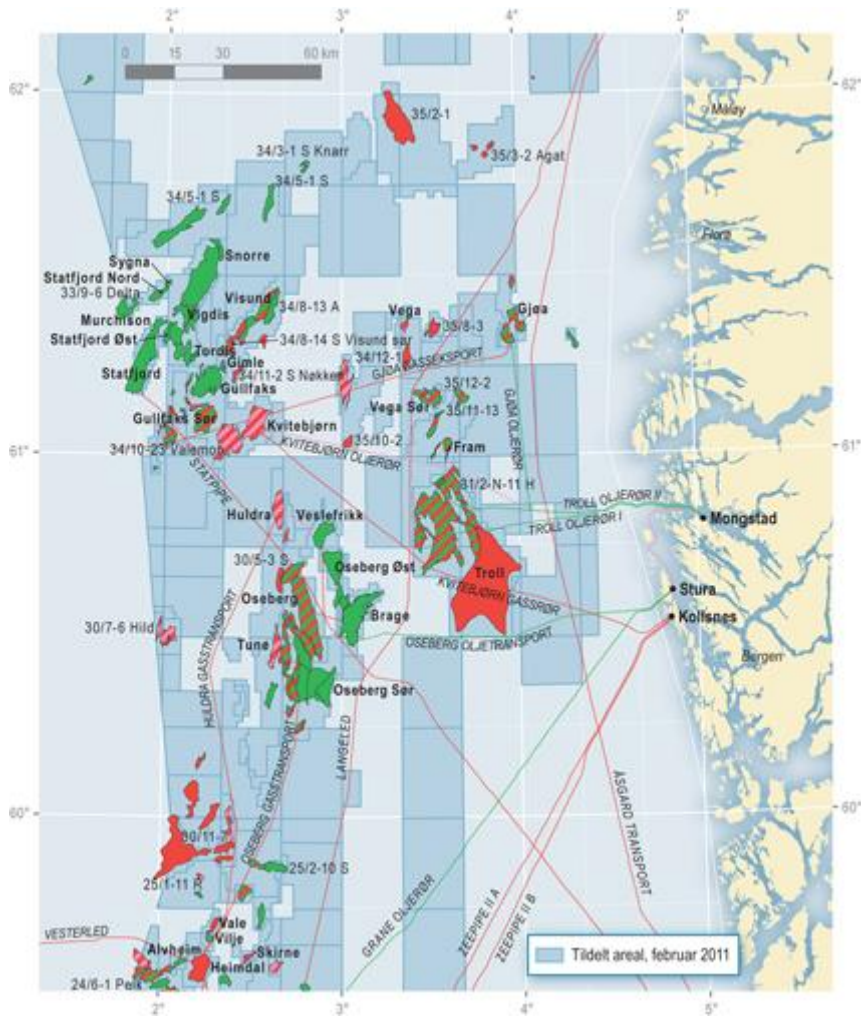 2°
3°
4°
5°
0
15
30
60 km
62°
62°
Måløy
35/2-1
34/3-1 S Knarr
35/3-2 Agat
34/5-1 S
34/5-1 S
Florø
Snorre
Sygna
Statfjord Nord
33/9-6 Delta
Visund
34/8-13 A
Vega
Gjøa
Murchison
Vigdis
35/8-3
Statfjord Øst
34/8-14 S Visund sør
Tordis
34/12-1
Gimle
GJØA GASSEKSPORT
Statfjord
34/11-2 S Nøkken
Gullfaks
35/12-2
Vega Sør
35/11-13
GJØA OLJERØR
Gullfaks Sør
Kvitebjørn
35/10-2
Fram
61°
61°
34/10-23 Valemon
KVITEBJØRN OLJERØR
STATPIPE
31/2-N-11 H
TROLL OLJERØR II
Huldra
Veslefrikk
TROLL OLJERØR I
Mongstad
30/5-3 S
Oseberg Øst
Troll
Stura
Oseberg
KVITEBJØRN GASSRØR
Brage
Kollsnes
30/7-6 Hild
Tune
OSEBERG OLJETRANSPORT
Bergen
HULDRA GASSTRANSPORT
Oseberg Sør
OSEBERG GASSTRANSPORT
LANGELED
ÅSGARD TRANSPORT
60°
60°
30/11-7
25/2-10 S
25/1-11 R
GRANE OLJERØR
ZEEPIPE II A
ZEEPIPE II B
Vale
Vilje
VESTERLED
Alvheim
Skirne
Heimdal
24/6-1 Peik
Tildelt areal, februar 2011
2°
3°
4°
5°